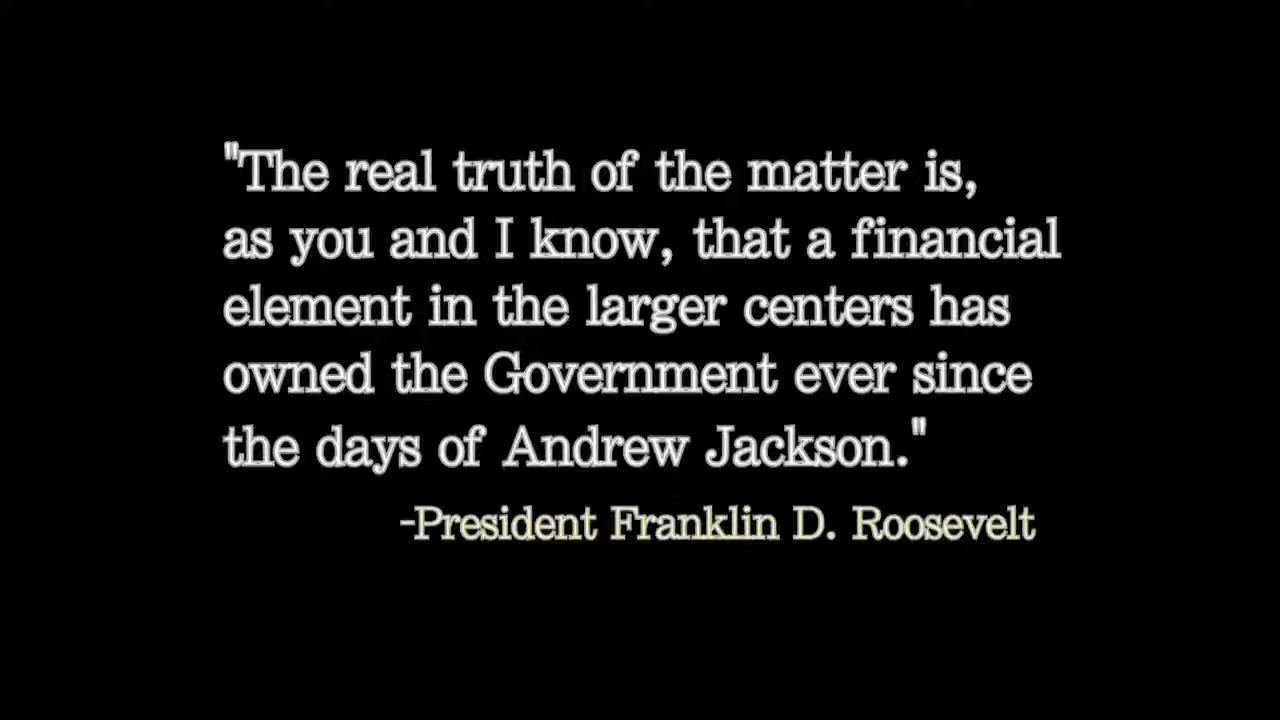 "The real truth of the matter is,
as you and I know, that a financial
element in the larger centers has
owned the Government ever since
the days of Andrew Jackson."
-President Franklin D. Roosevelt